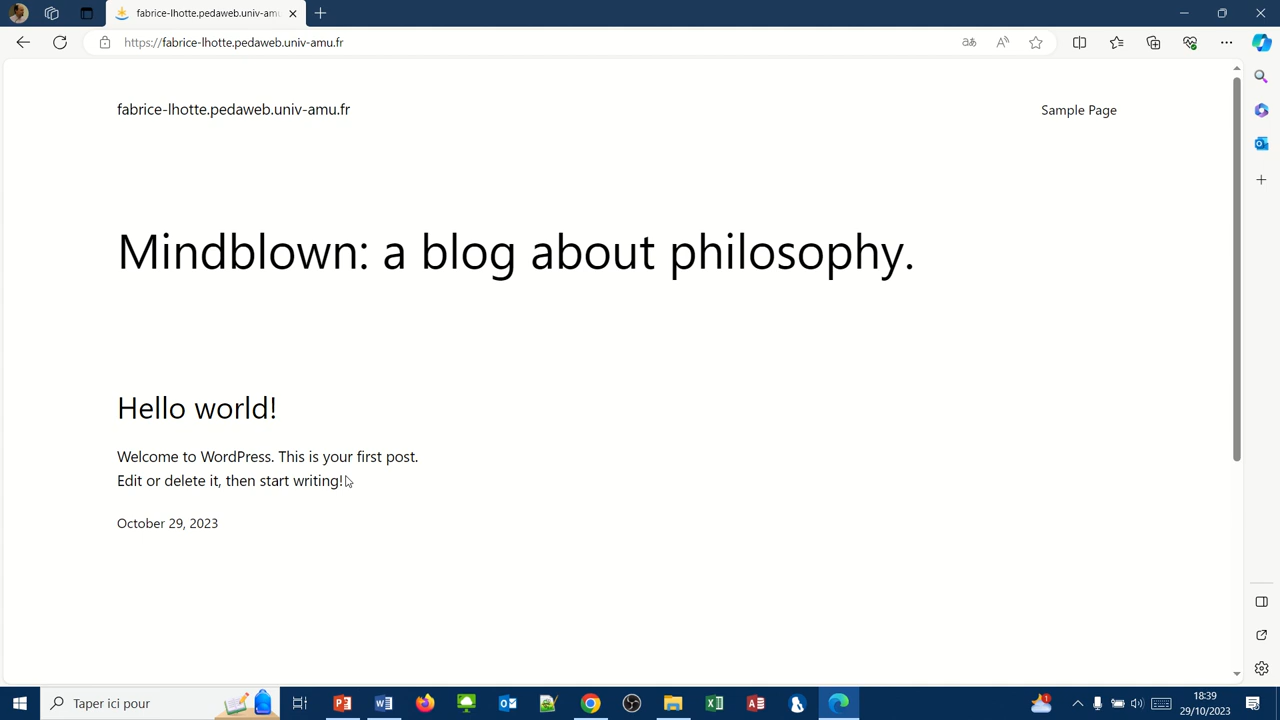 fabrice-lhotte.pedaweb.univ-amu
https://fabrice-lhotte.pedaweb.univ-amu.fr
fabrice-lhotte.pedaweb.univ-amu.fr
Sample Page
Mindblown: a blog about philosophy.
Hello world!
Welcome to WordPress. This is your first post.
Edit or delete it, then start writing!
October 29, 2023
Taper ici pour
18:39
29/10/2023